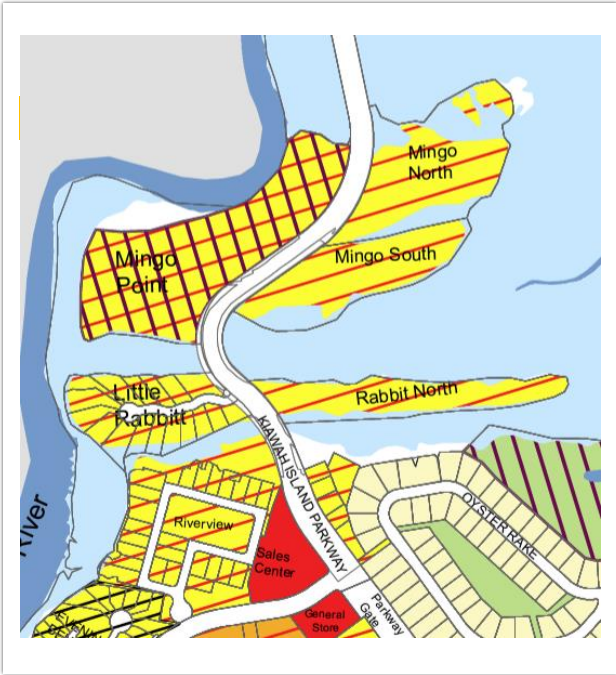 Mingo
North
Mingo
Point
Mingo South
Little
Rabbitt
Rabbit North
KIAWAH ISLAND PARKWAY
River
Riverview
OYSTER RAKE
Sales
Center
General
Store
Parkway
Gate